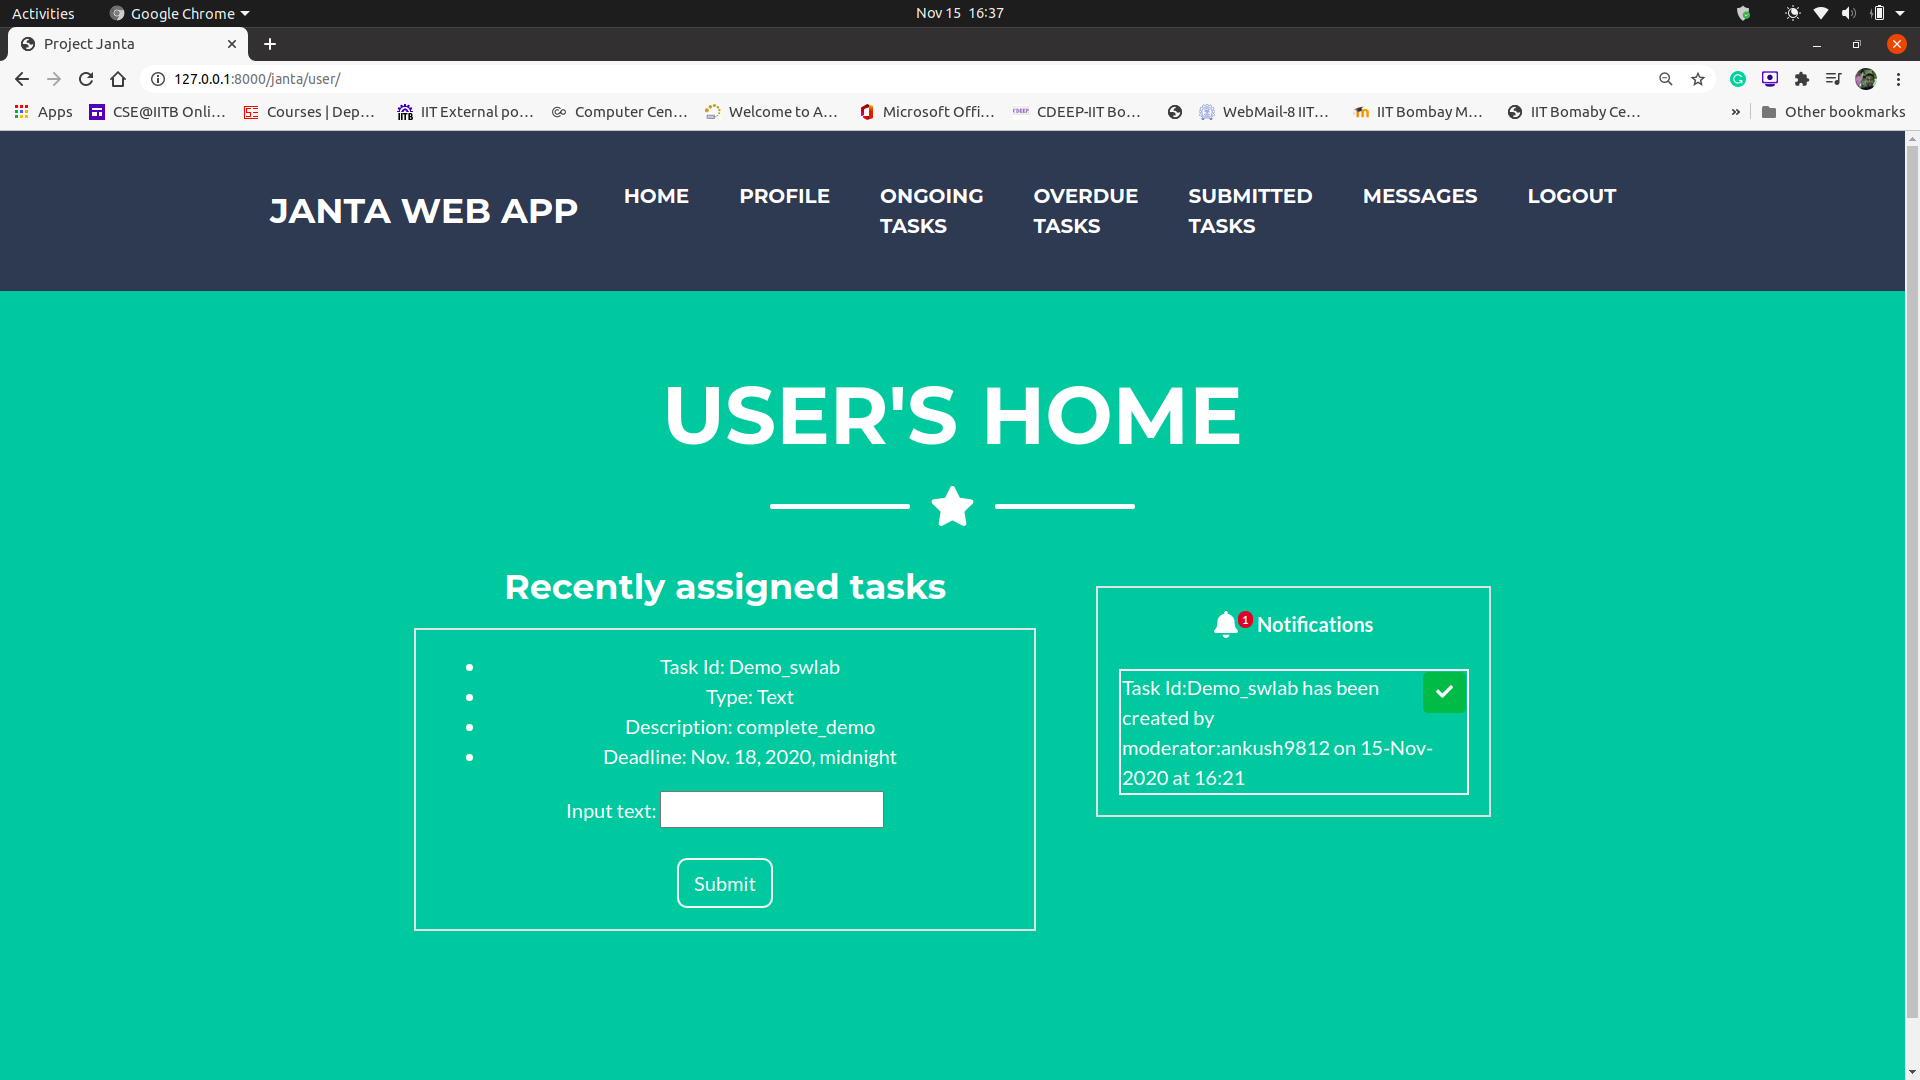 Activities
Google Chrome
Nov 15 16:37
Project Janta
127.0.0.1:8000/janta/user/
Apps
CSE@IITB Onli...
Courses | Dep...
IITB
IIT External po...
Computer Cen...
Welcome to A...
Microsoft Offi...
CDEEP
CDEEP-IIT Bo...
WebMail-8 IIT...
IIT Bombay M...
IIT Bomaby Ce...
»
Other bookmarks
JANTA WEB APP
HOME
PROFILE
ONGOING
TASKS
OVERDUE
TASKS
SUBMITTED
TASKS
MESSAGES
LOGOUT
USER'S HOME
Recently assigned tasks
Task Id: Demo_swlab
Type: Text
Description: complete_demo
Deadline: Nov. 18, 2020, midnight
Input text:
Submit
1 Notifications
Task Id:Demo_swlab has been
created by
moderator:ankush9812 on 15-Nov-
2020 at 16:21